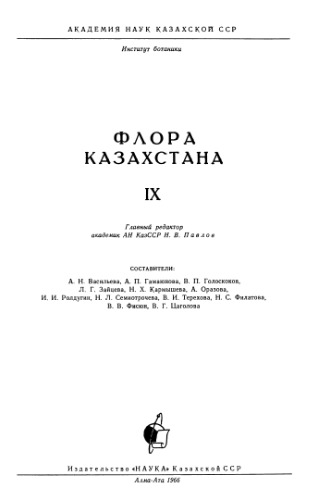 АКАДЕМИЯ НАУК КАЗАХСКОЙ ССР
Институт ботаники
ФЛОРА
КАЗАХСТАНА
IX
Главный редактор
академик АН КазССР Н. В. Павлов
СОСТАВИТЕЛИ:
А. Н. Васильева, А. П. Гамаюнова, В. П. Голоскоков,
Л. Г. Зайцева, Н. Х. Кармышева, А. Оразова,
И. И. Ролдугин, Н. Л. Семиотрочева, В. И. Терехова, Н. С. Филатова,
В. В. Фисюн, В. Г. Цаголова
Издательство «НАУКА» Казахской ССР
Алма-Ата 1966